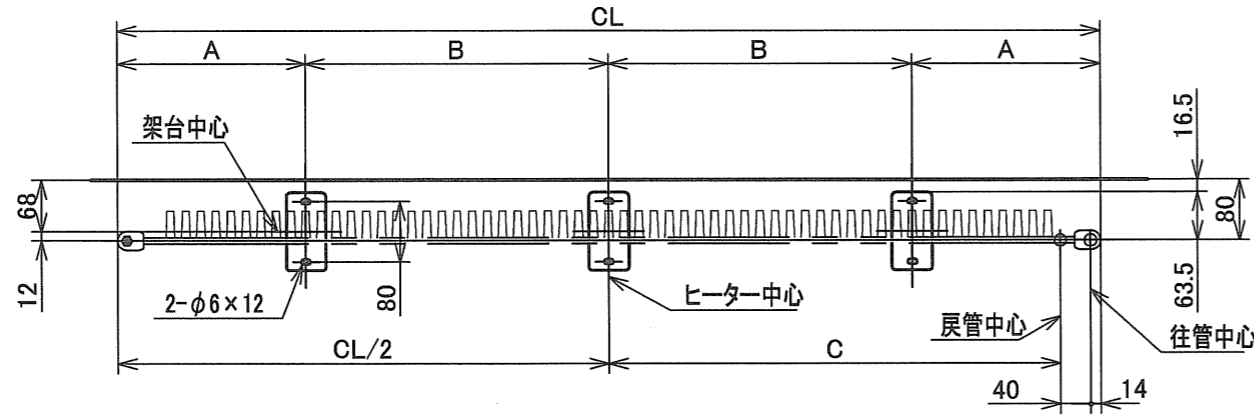 CL
A
B
B
A
架台中心
16.5
68
80
12
2-φ6×12
80
ヒーター中心
63.5
戻管中心
往管中心
CL/2
C
40
14